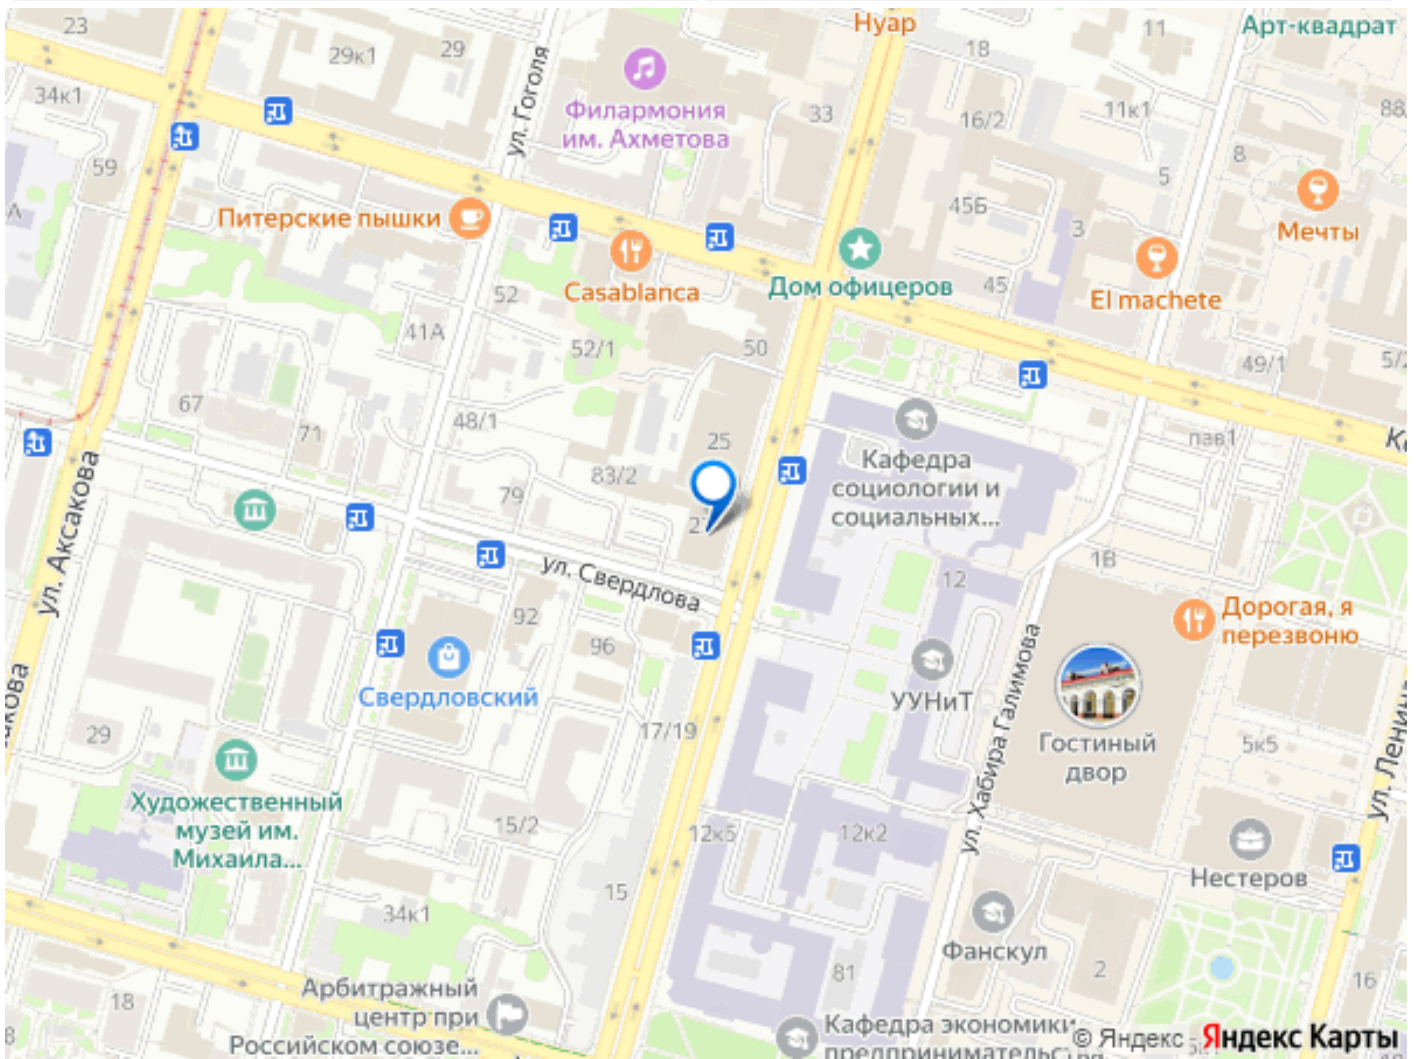 23
29к1
29
ул. Гоголя
Нуар
18
11
Арт-квадрат
34к1
Филармония
им. Ахметова
33
16/2
11к1
88
59
8
5
Питерские пышки
45Б
3
Мечты
Casablanca
Дом офицеров
45
El machete
52
41А
52/1
50
49/1
5/2
67
71
48/1
25
пав1
83/2
79
Кафедра
социологии и
социальных...
ул. Аксакова
ул. Свердлова
12
1В
92
96
Дорогая, я
перезвоню
Свердловский
УУНиТ
ул. Хабира Галимова
17/19
29
Гостиный
двор
5к5
ул. Ленина
Художественный
музей им.
Михаила...
15/2
12к5
12к2
Нестеров
15
34к1
Фанскул
81
2
16
18
Арбитражный
центр при
Российском союзе...
Кафедра экономики
© Яндекс
Яндекс Карты